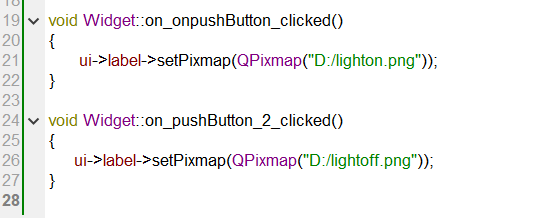 18
19 void Widget::on_onpushButton_clicked()
20 {
21 ui->label->setPixmap(QPixmap("D:/lighton.png"));
22 }
23
24 void Widget::on_pushButton_2_clicked()
25 {
26 ui->label->setPixmap(QPixmap("D:/lightoff.png"));
27 }
28